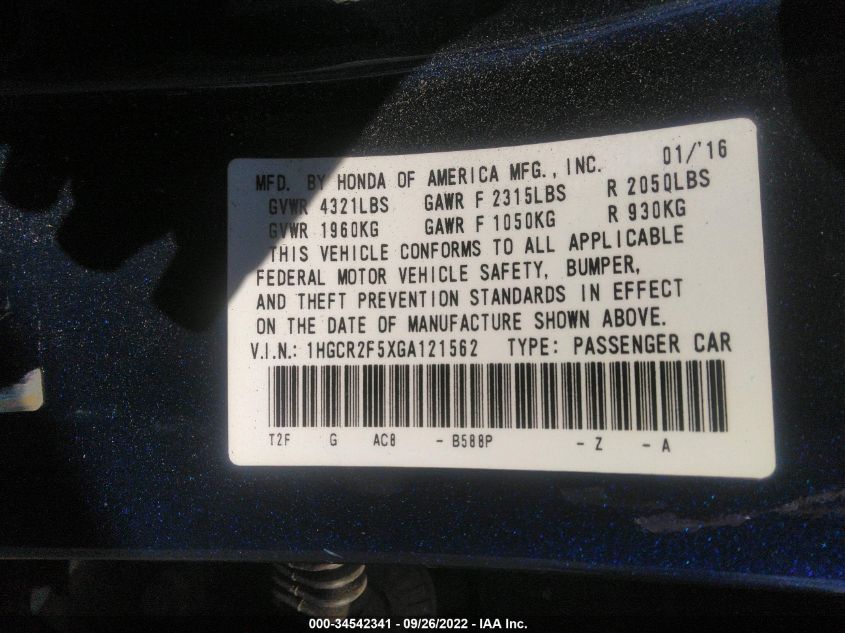 01/'16
MFD. BY HONDA OF AMERICA MFG., INC.
GVWR 4321LBS GAWR F 2315LBS R 2050LBS
GVWR 1960KG GAWR F 1050KG R 930KG
THIS VEHICLE CONFORMS TO ALL APPLICABLE
FEDERAL MOTOR VEHICLE SAFETY, BUMPER,
AND THEFT PREVENTION STANDARDS IN EFFECT
ON THE DATE OF MANUFACTURE SHOWN ABOVE.
V.I.N.: 1HGCR2F5XGA121562 TYPE: PASSENGER CAR
T2F G AC8 - B588P - Z - A
000-34542341 — 09/26/2022 — IAA Inc.